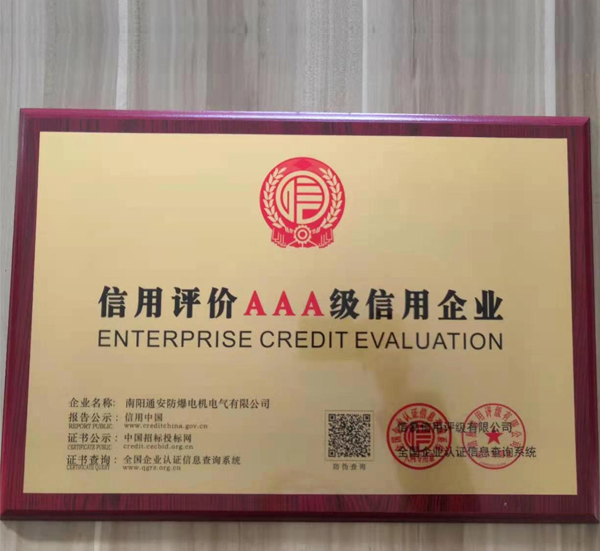 信
信用评价AAA级信用企业
ENTERPRISE CREDIT EVALUATION
企业名称: 南阳通安防爆电机电气有限公司
报告公示: 信用中国
REPORT PUBLIC: www.creditchina.gov.cn
证书公示: 中国招标投标网
CERTIFICATE PUBLIC: credit.cecbid.org.cn
证书查询: 全国企业认证信息查询系统
CERTIFICATE QUERY: www.qgrz.org.cn
信用评级有限公司
全国企业认证信息查询系统